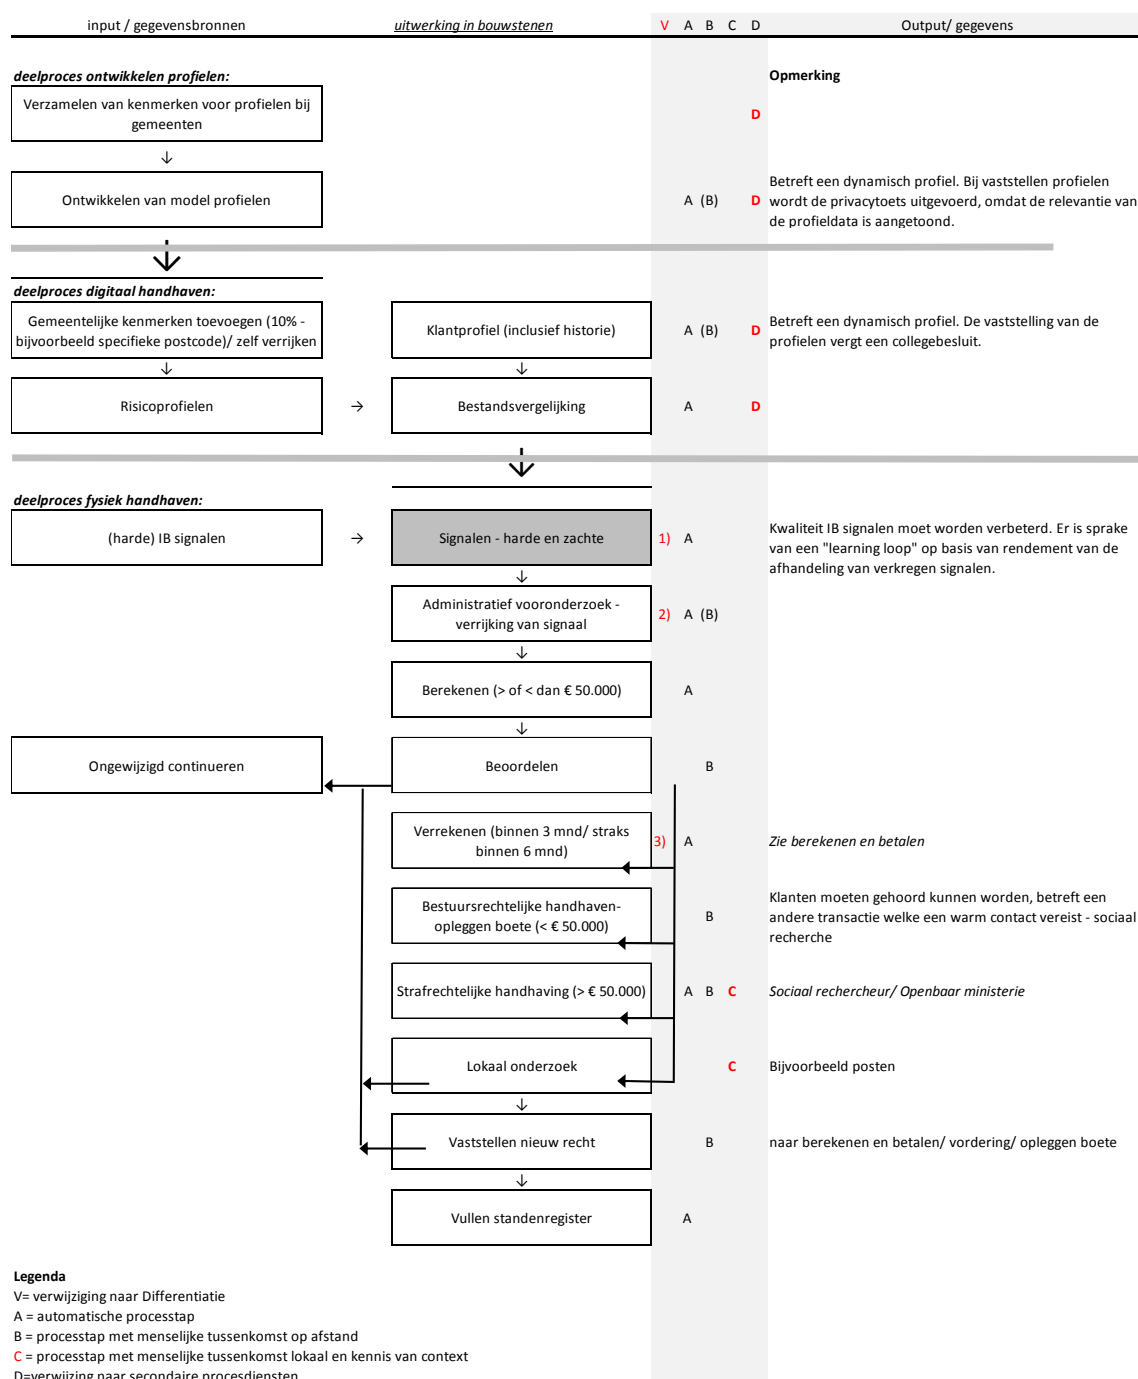 input / gegevensbronnen uitwerking in bouwstenen V A B C D Output/ gegevens
deelproces ontwikkelen profielen: Opmerking
Verzamelen van kenmerken voor profielen bij
gemeenten
D
↓
Ontwikkelen van model profielen
A (B) D
Betreft een dynamisch profiel. Bij vaststellen profielen
wordt de privacytoets uitgevoerd, omdat de relevantie van
de profieldata is aangetoond.
deelproces digitaal handhaven:
Gemeentelijke kenmerken toevoegen (10% -
bijvoorbeeld specifieke postcode)/ zelf verrijken
Klantprofiel (inclusief historie)
A (B) D
Betreft een dynamisch profiel. De vaststelling van de
profielen vergt een collegebesluit.
↓ ↓
Risicoprofielen → Bestandsvergelijking A D
deelproces fysiek handhaven:
(harde) IB signalen → Signalen - harde en zachte 1) A
Kwaliteit IB signalen moet worden verbeterd. Er is sprake
van een "learning loop" op basis van rendement van de
afhandeling van verkregen signalen.
↓
Administratief vooronderzoek -
verrijking van signaal
2) A (B)
↓
Berekenen (> of < dan € 50.000) A
↓
Ongewijzigd continueren Beoordelen B
Verrekenen (binnen 3 mnd/ straks
binnen 6 mnd)
3) A Zie berekenen en betalen
Bestuursrechtelijke handhaven-
opleggen boete (< € 50.000)
B
Klanten moeten gehoord kunnen worden, betreft een
andere transactie welke een warm contact vereist - sociaal
recherche
Strafrechtelijke handhaving (> € 50.000) A B C Sociaal rechercheur/ Openbaar ministerie
Lokaal onderzoek C Bijvoorbeeld posten
↓
Vaststellen nieuw recht B naar berekenen en betalen/ vordering/ opleggen boete
↓
Vullen standenregister A
Legenda
V= verwijziging naar Differentiatie
A = automatische processtap
B = processtap met menselijke tussenkomst op afstand
C = processtap met menselijke tussenkomst lokaal en kennis van context
D=verwijzing naar secondaire procesdiensten